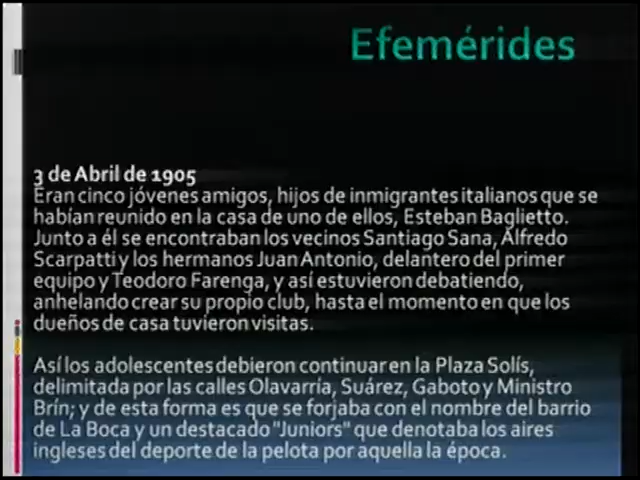 Efemérides
3 de Abril de 1905
Eran cinco jóvenes amigos, hijos de inmigrantes italianos que se
habían reunido en la casa de uno de ellos, Esteban Baglietto.
Junto a él se encontraban los vecinos Santiago Sana, Alfredo
Scarpatti y los hermanos Juan Antonio, delantero del primer
equipo y Teodoro Farenga, y así estuvieron debatiendo,
anhelando crear su propio club, hasta el momento en que los
dueños de casa tuvieron visitas.
Así los adolescentes debieron continuar en la Plaza Solís,
delimitada por las calles Olavarría, Suárez, Gaboto y Ministro
Brín; y de esta forma es que se forjaba con el nombre del barrio
de La Boca y un destacado "Juniors" que denotaba los aires
ingleses del deporte de la pelota por aquella la época.